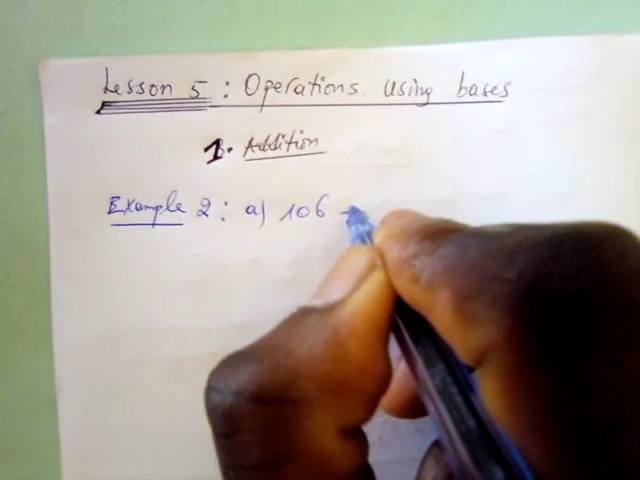 Lesson 5 : Operations using bases
1. Addition
Example 2 : a) 106